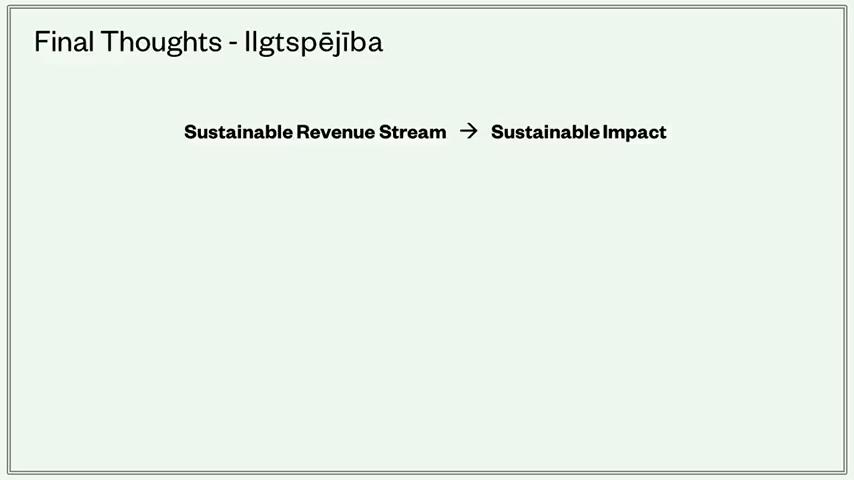 Final Thoughts - Ilgtspējība
Sustainable Revenue Stream → Sustainable Impact